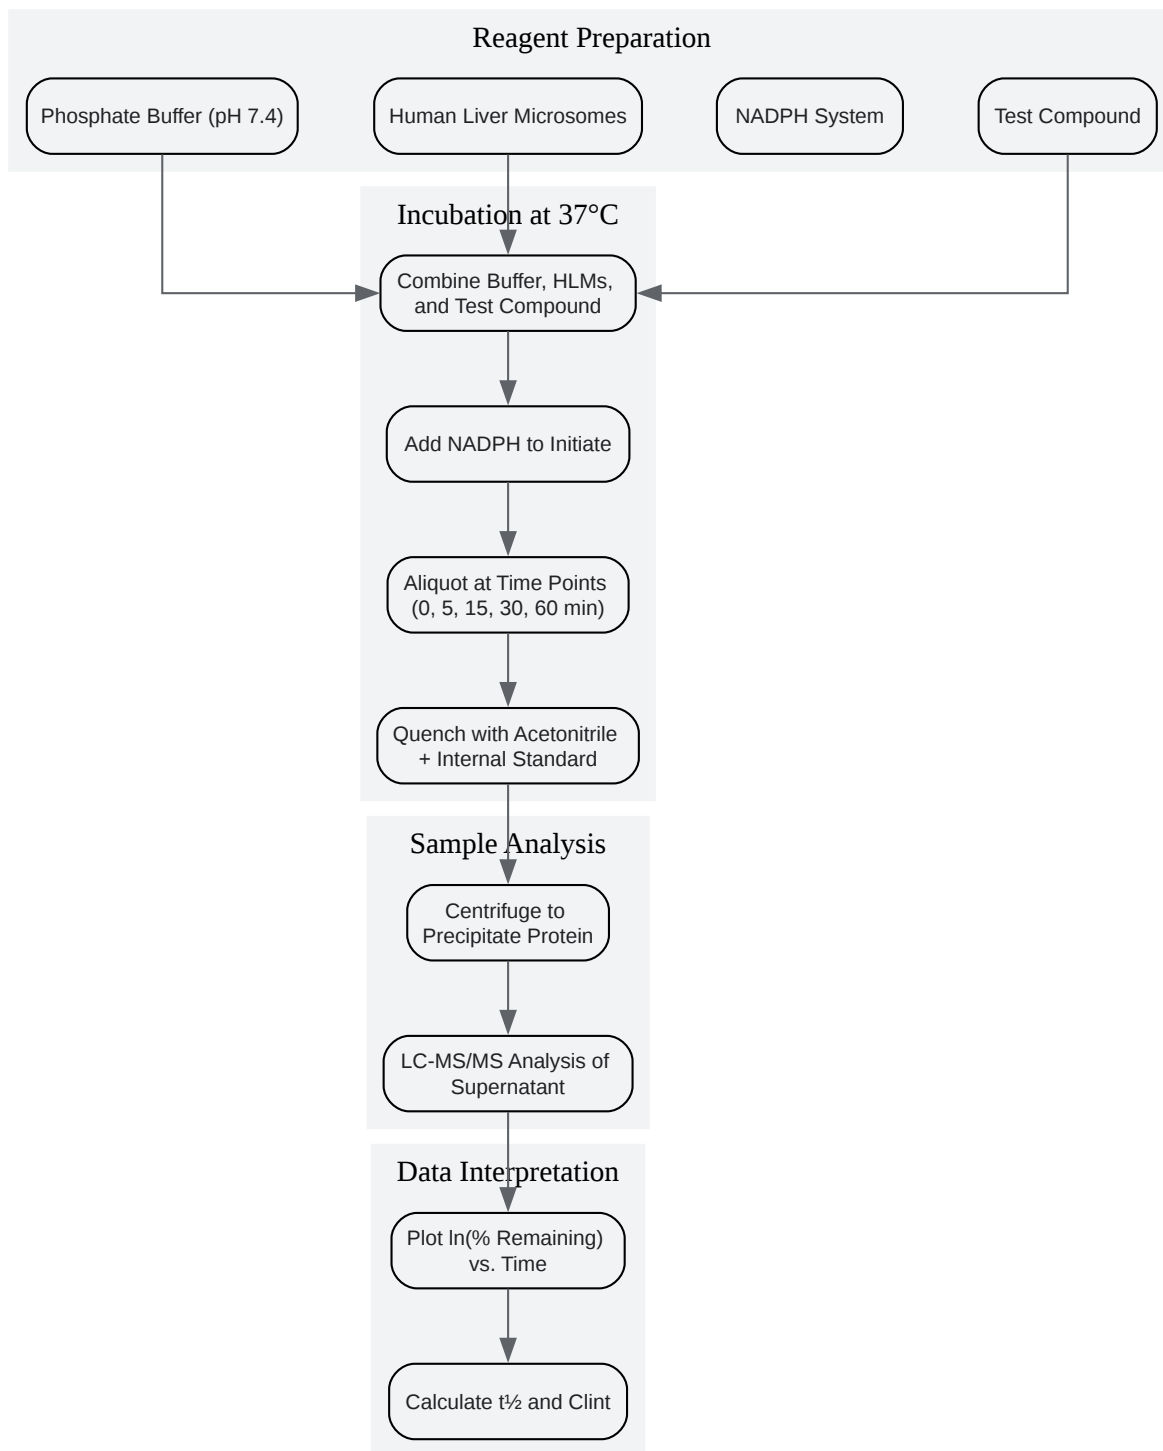 Reagent Preparation
Phosphate Buffer (pH 7.4)
Human Liver Microsomes
NADPH System
Test Compound
Incubation at 37°C
Combine Buffer, HLMs,
and Test Compound
Add NADPH to Initiate
Aliquot at Time Points
(0, 5, 15, 30, 60 min)
Quench with Acetonitrile
+ Internal Standard
Sample Analysis
Centrifuge to
Precipitate Protein
LC-MS/MS Analysis of
Supernatant
Data Interpretation
Plot ln(% Remaining)
vs. Time
Calculate t½ and Clint